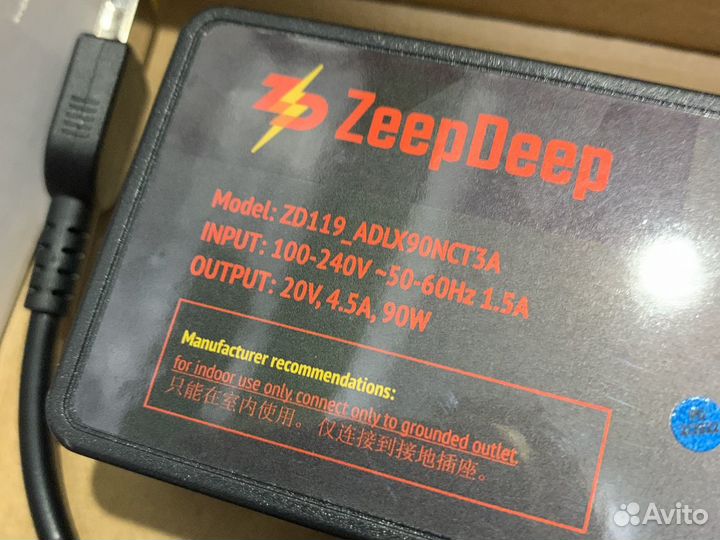 ZD ZeepDeep
Model: ZD119_ADLX90NCT3A
INPUT: 100-240V ~50-60Hz 1.5A
OUTPUT: 20V, 4.5A, 90W
Manufacturer recommendations:
for indoor use only, connect only to grounded outlet.
只能在室内使用。仅连接到接地插座。
Avito